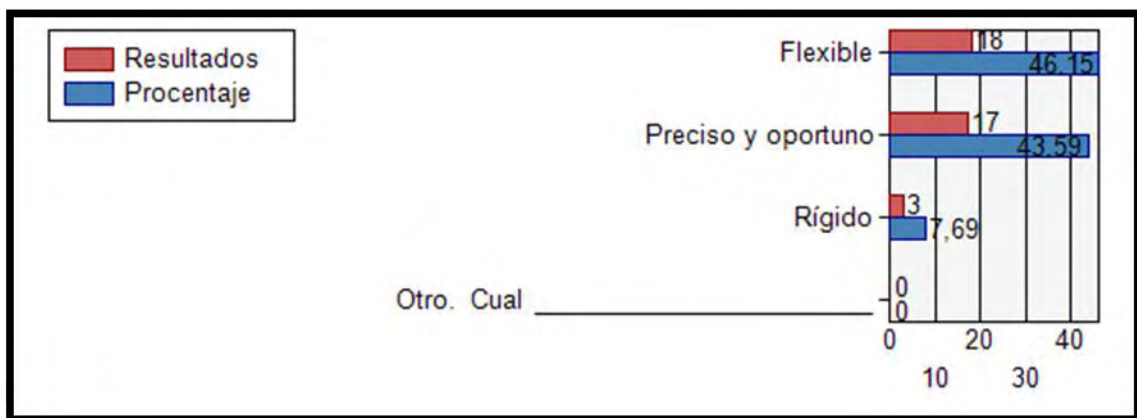 Resultados
Procentaje
Flexible
18
46,15
Preciso y oportuno
17
43,59
Rígido
3
7,69
Otro. Cual ____________________
0
0
0 20 40
10 30